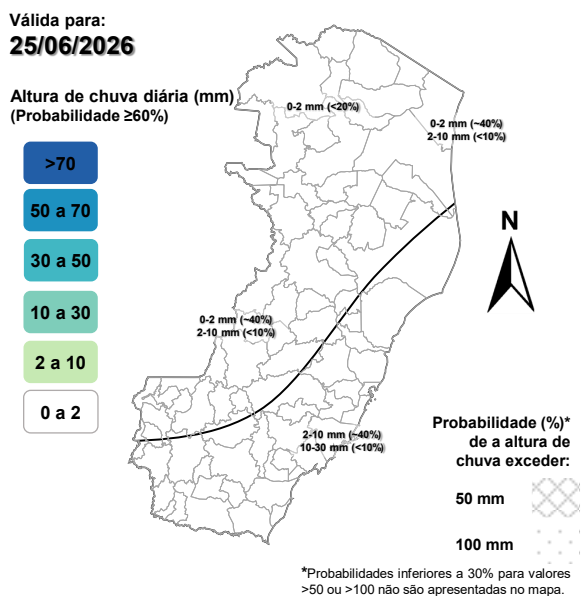 Válida para:
25/06/2026
Altura de chuva diária (mm)
(Probabilidade ≥60%)
>70
50 a 70
30 a 50
10 a 30
2 a 10
0 a 2
0-2 mm (<20%)
0-2 mm (~40%)
2-10 mm (<10%)
N
0-2 mm (~40%)
2-10 mm (<10%)
2-10 mm (~40%)
10-30 mm (<10%)
Probabilidade (%)*
de a altura de
chuva exceder:
50 mm
100 mm
*Probabilidades inferiores a 30% para valores
>50 ou >100 não são apresentadas no mapa.